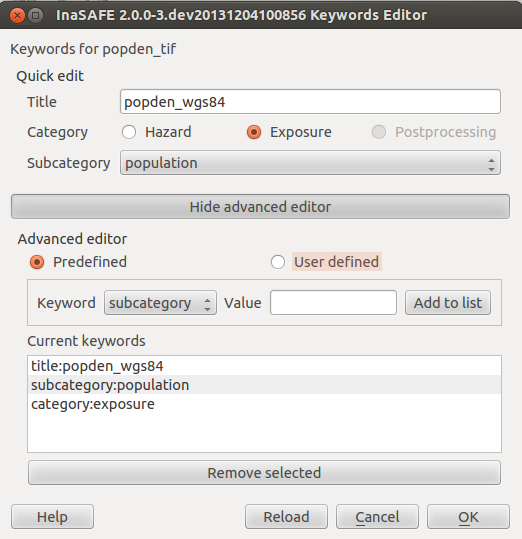 InaSAFE 2.0.0-3.dev20131204100856 Keywords Editor
Keywords for popden_tif
Quick edit
Title popden_wgs84
Category Hazard Exposure Postprocessing
Subcategory population
Hide advanced editor
Advanced editor
Predefined User defined
Keyword subcategory Value Add to list
Current keywords
title:popden_wgs84
subcategory:population
category:exposure
Remove selected
Help Reload Cancel OK